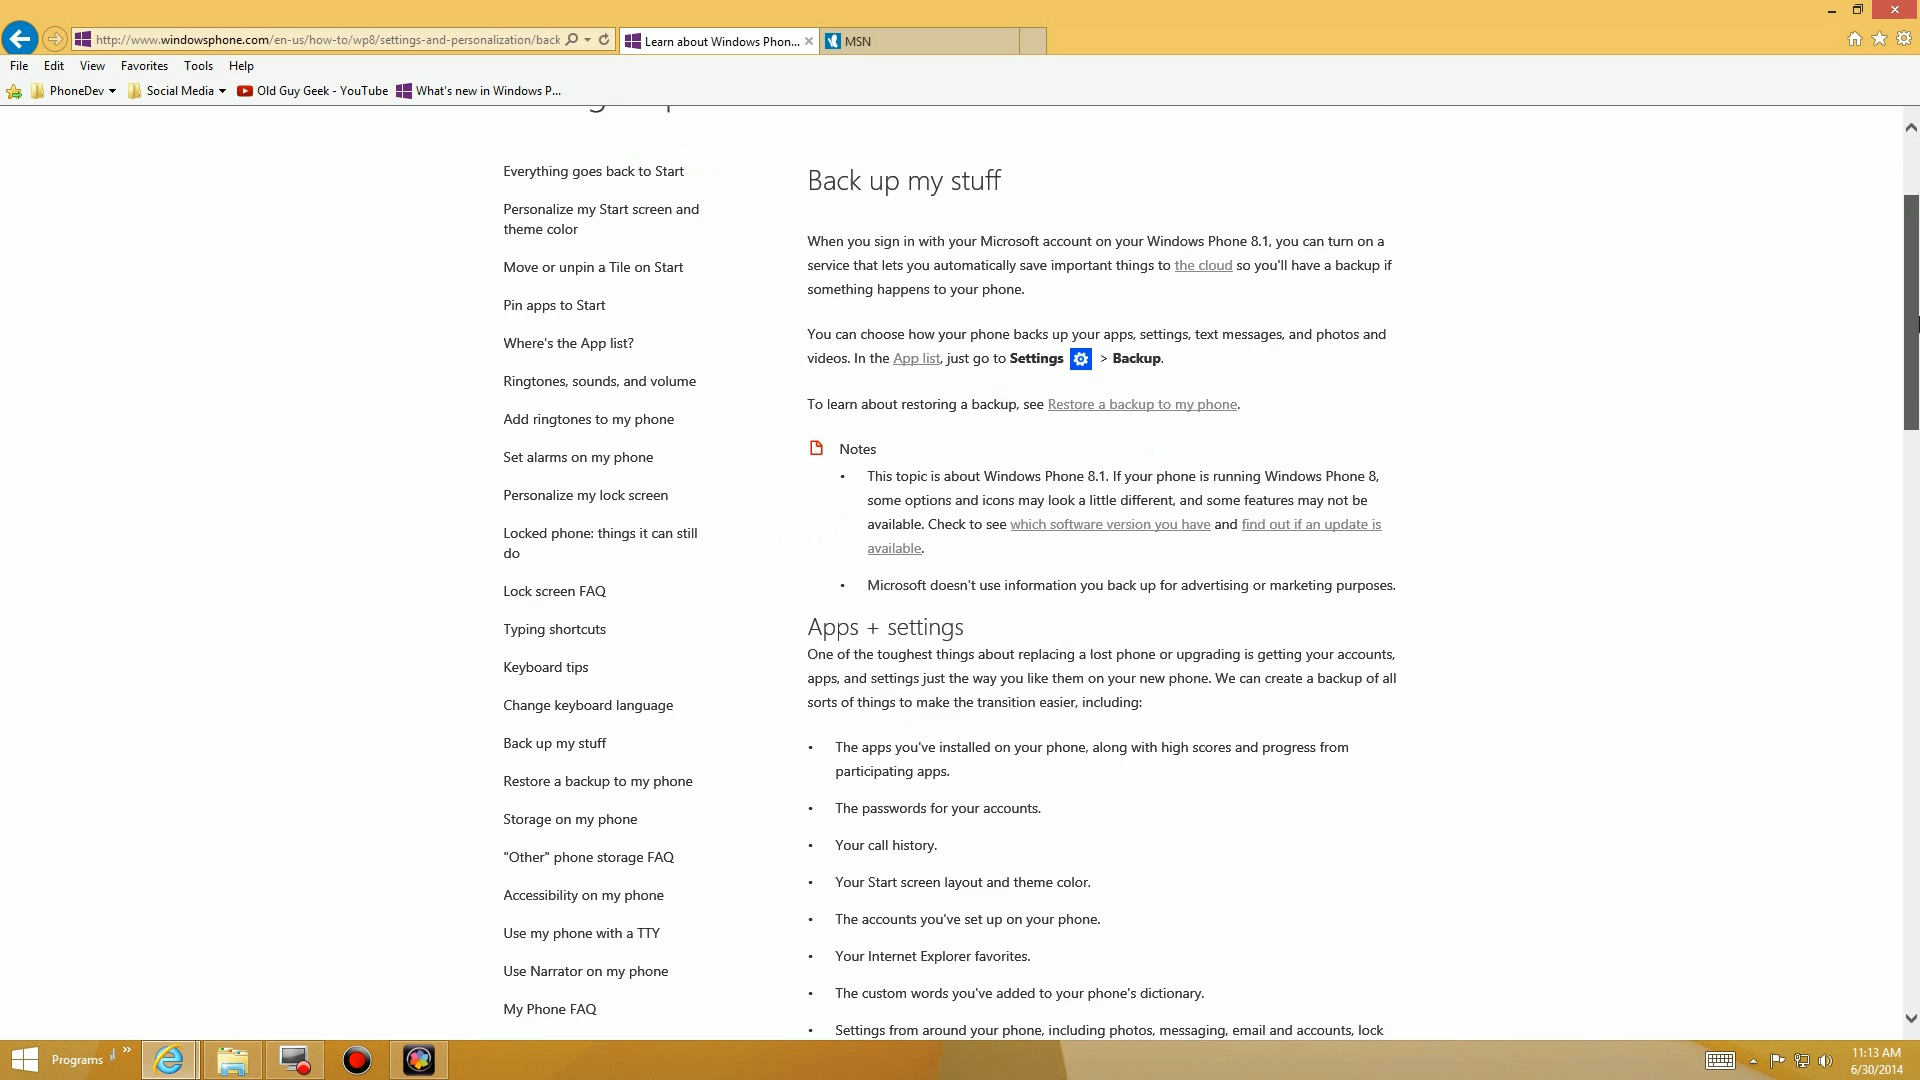 http://www.windowsphone.com/en-us/how-to/wp8/settings-and-personalization/back
Learn about Windows Phon...
MSN
File Edit View Favorites Tools Help
PhoneDev Social Media Old Guy Geek - YouTube What's new in Windows P...
Everything goes back to Start
Personalize my Start screen and
theme color
Move or unpin a Tile on Start
Pin apps to Start
Where's the App list?
Ringtones, sounds, and volume
Add ringtones to my phone
Set alarms on my phone
Personalize my lock screen
Locked phone: things it can still
do
Lock screen FAQ
Typing shortcuts
Keyboard tips
Change keyboard language
Back up my stuff
Restore a backup to my phone
Storage on my phone
"Other" phone storage FAQ
Accessibility on my phone
Use my phone with a TTY
Use Narrator on my phone
My Phone FAQ
Back up my stuff
When you sign in with your Microsoft account on your Windows Phone 8.1, you can turn on a
service that lets you automatically save important things to the cloud so you'll have a backup if
something happens to your phone.
You can choose how your phone backs up your apps, settings, text messages, and photos and
videos. In the App list, just go to Settings > Backup.
To learn about restoring a backup, see Restore a backup to my phone.
Notes
• This topic is about Windows Phone 8.1. If your phone is running Windows Phone 8,
some options and icons may look a little different, and some features may not be
available. Check to see which software version you have and find out if an update is
available.
• Microsoft doesn't use information you back up for advertising or marketing purposes.
Apps + settings
One of the toughest things about replacing a lost phone or upgrading is getting your accounts,
apps, and settings just the way you like them on your new phone. We can create a backup of all
sorts of things to make the transition easier, including:
• The apps you've installed on your phone, along with high scores and progress from
participating apps.
• The passwords for your accounts.
• Your call history.
• Your Start screen layout and theme color.
• The accounts you've set up on your phone.
• Your Internet Explorer favorites.
• The custom words you've added to your phone's dictionary.
• Settings from around your phone, including photos, messaging, email and accounts, lock
Programs
11:13 AM
6/30/2014